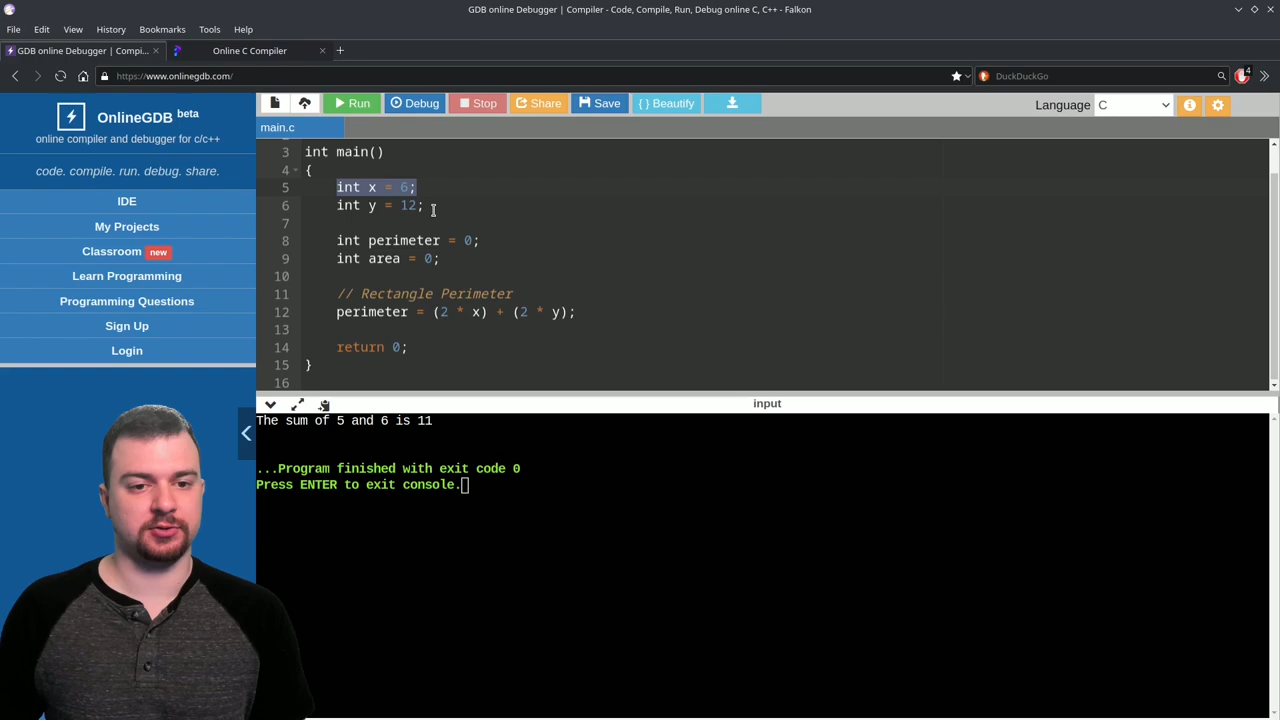 GDB online Debugger | Compiler - Code, Compile, Run, Debug online C, C++ - Falkon
File Edit View History Bookmarks Tools Help
GDB online Debugger | Compi...
Online C Compiler
https://www.onlinegdb.com/
DuckDuckGo
4
OnlineGDB beta
online compiler and debugger for c/c++
code. compile. run. debug. share.
IDE
My Projects
Classroom new
Learn Programming
Programming Questions
Sign Up
Login
Run Debug Stop Share Save { } Beautify
Language C
main.c
3 int main()
4 {
5 int x = 6;
6 int y = 12;
7
8 int perimeter = 0;
9 int area = 0;
10
11 // Rectangle Perimeter
12 perimeter = (2 * x) + (2 * y);
13
14 return 0;
15 }
16
input
The sum of 5 and 6 is 11
...Program finished with exit code 0
Press ENTER to exit console.